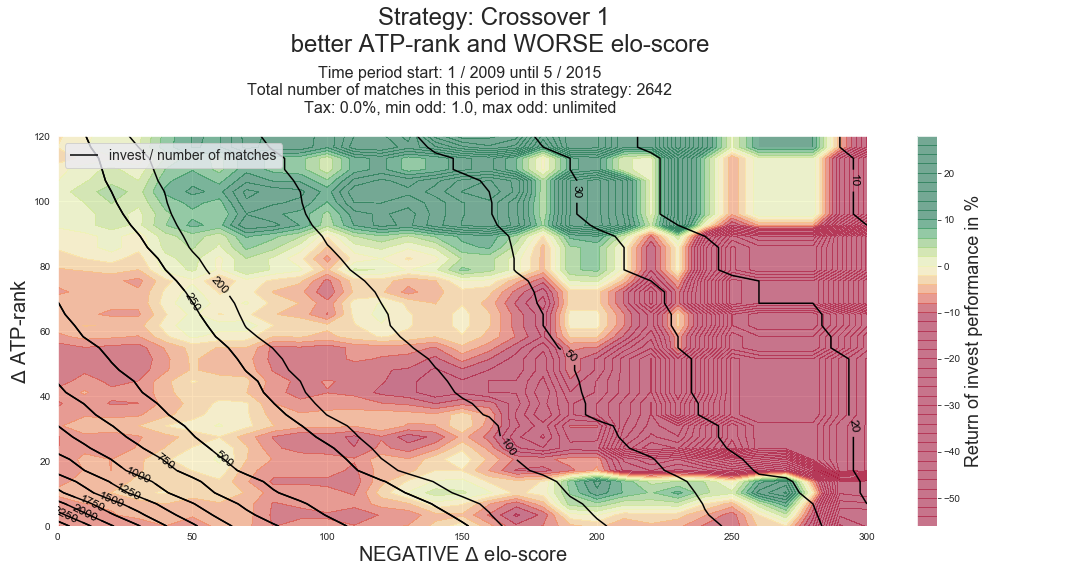 Strategy: Crossover 1
better ATP-rank and WORSE elo-score
Time period start: 1 / 2009 until 5 / 2015
Total number of matches in this period in this strategy: 2642
Tax: 0.0%, min odd: 1.0, max odd: unlimited
invest / number of matches
120
100
80
60
40
20
0
Δ ATP-rank
0 50 100 150 200 250 300
NEGATIVE Δ elo-score
10
20
30
50
100
200
250
500
750
1000
1250
1500
1750
2000
20
10
0
−10
−20
−30
−40
−50
Return of invest performance in %